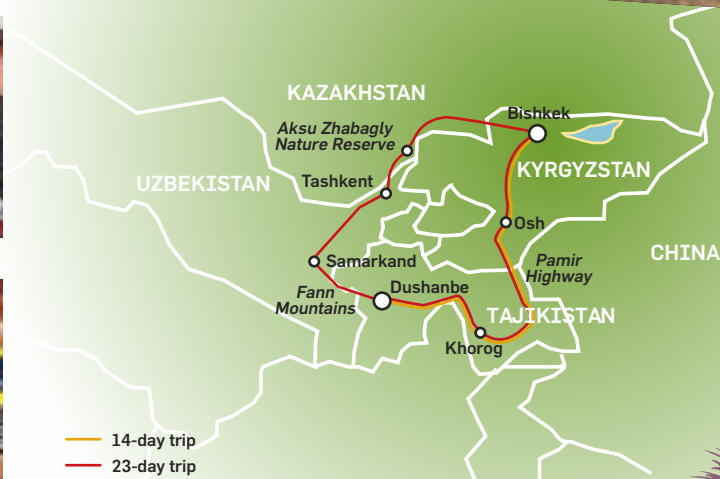 KAZAKHSTAN
Bishkek
Aksu Zhabagly
Nature Reserve
KYRGYZSTAN
UZBEKISTAN
Tashkent
Osh
CHINA
Samarkand
Pamir
Highway
Fann
Mountains
Dushanbe
TAJIKISTAN
Khorog
14-day trip
23-day trip